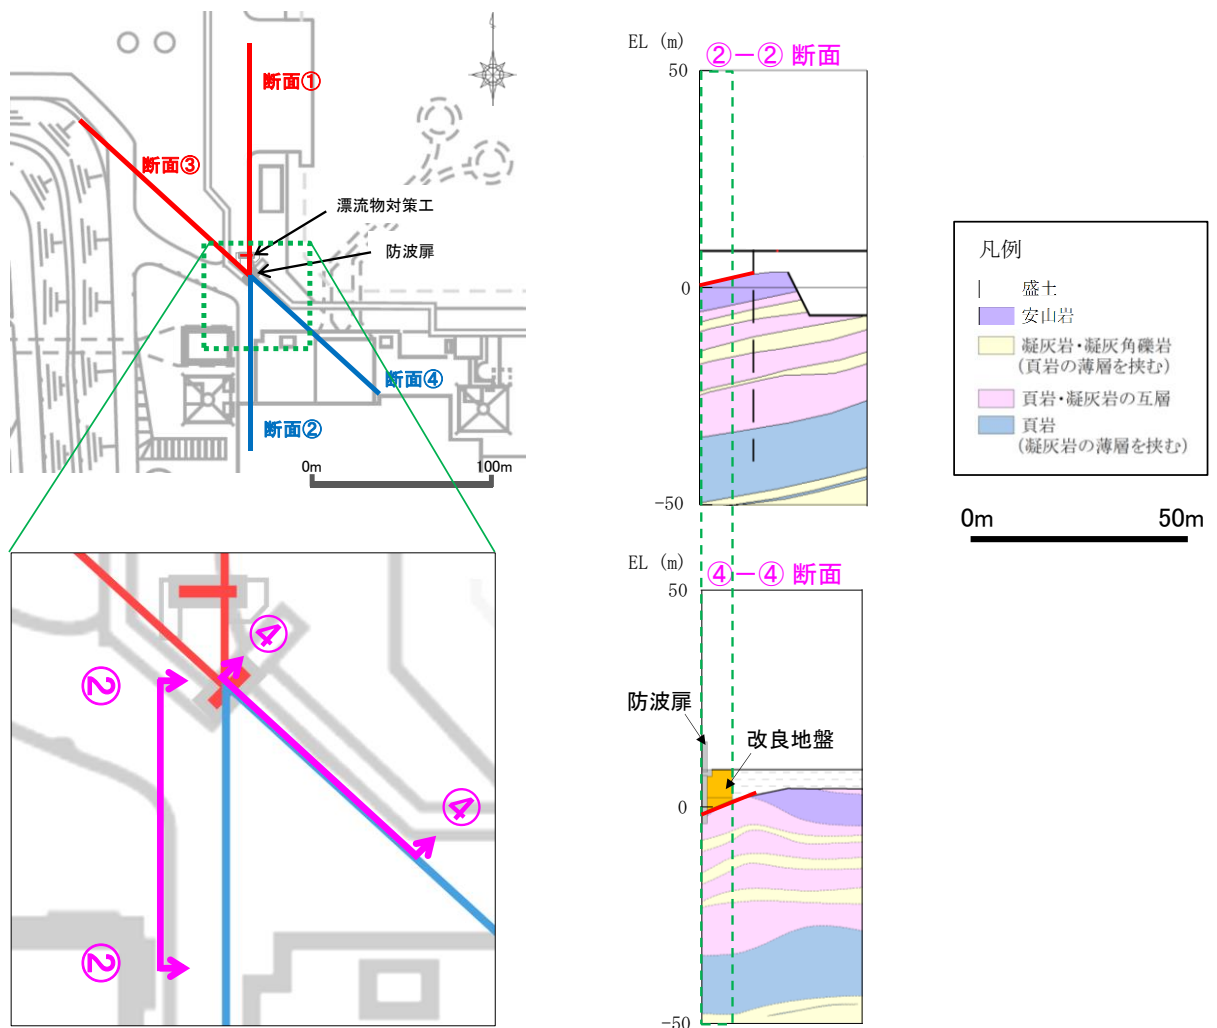 断面①
断面③
漂流物対策工
防波扉
断面④
断面②
0m
100m
②
④
④
②
EL (m)
②－② 断面
50
0
-50
EL (m)
④－④ 断面
50
防波扉
改良地盤
0
-50
凡例
盛土
安山岩
凝灰岩・凝灰角礫岩
(頁岩の薄層を挟む)
頁岩・凝灰岩の互層
頁岩
(凝灰岩の薄層を挟む)
0m
50m